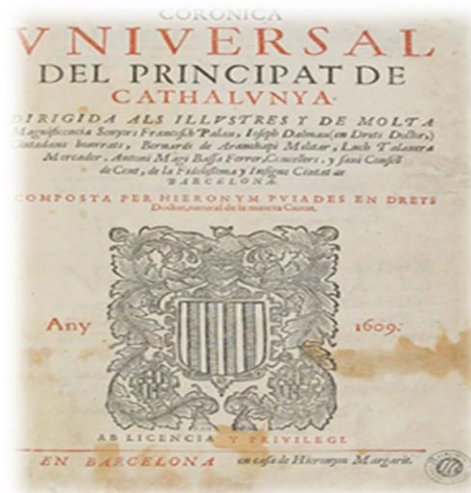 CORONICA
VNIVERSAL
DEL PRINCIPAT DE
CATHALVNYA.
DIRIGIDA ALS ILLVSTRES Y DE MOLTA
Magnificencia Senyors Francesch Palau, Ioseph Dalmau (en Drets Doctor,)
Ciutadans honrats, Bernardi de Militar, Luch Talavera
Mercader, Antoni Magi Bassa Ferrer, Concellers, y savi Consell
de Cent, de la Fidelissima y Insigne Ciutat de
BARCELONA.
COMPOSTA PER HIERONYM PVIADES EN DRETS
Doctor, natural de la mateixa Ciutat.
Any 1609.
AB LICENCIA Y PRIVILEGI.
EN BARCELONA en casa de Hieronym Margarit.